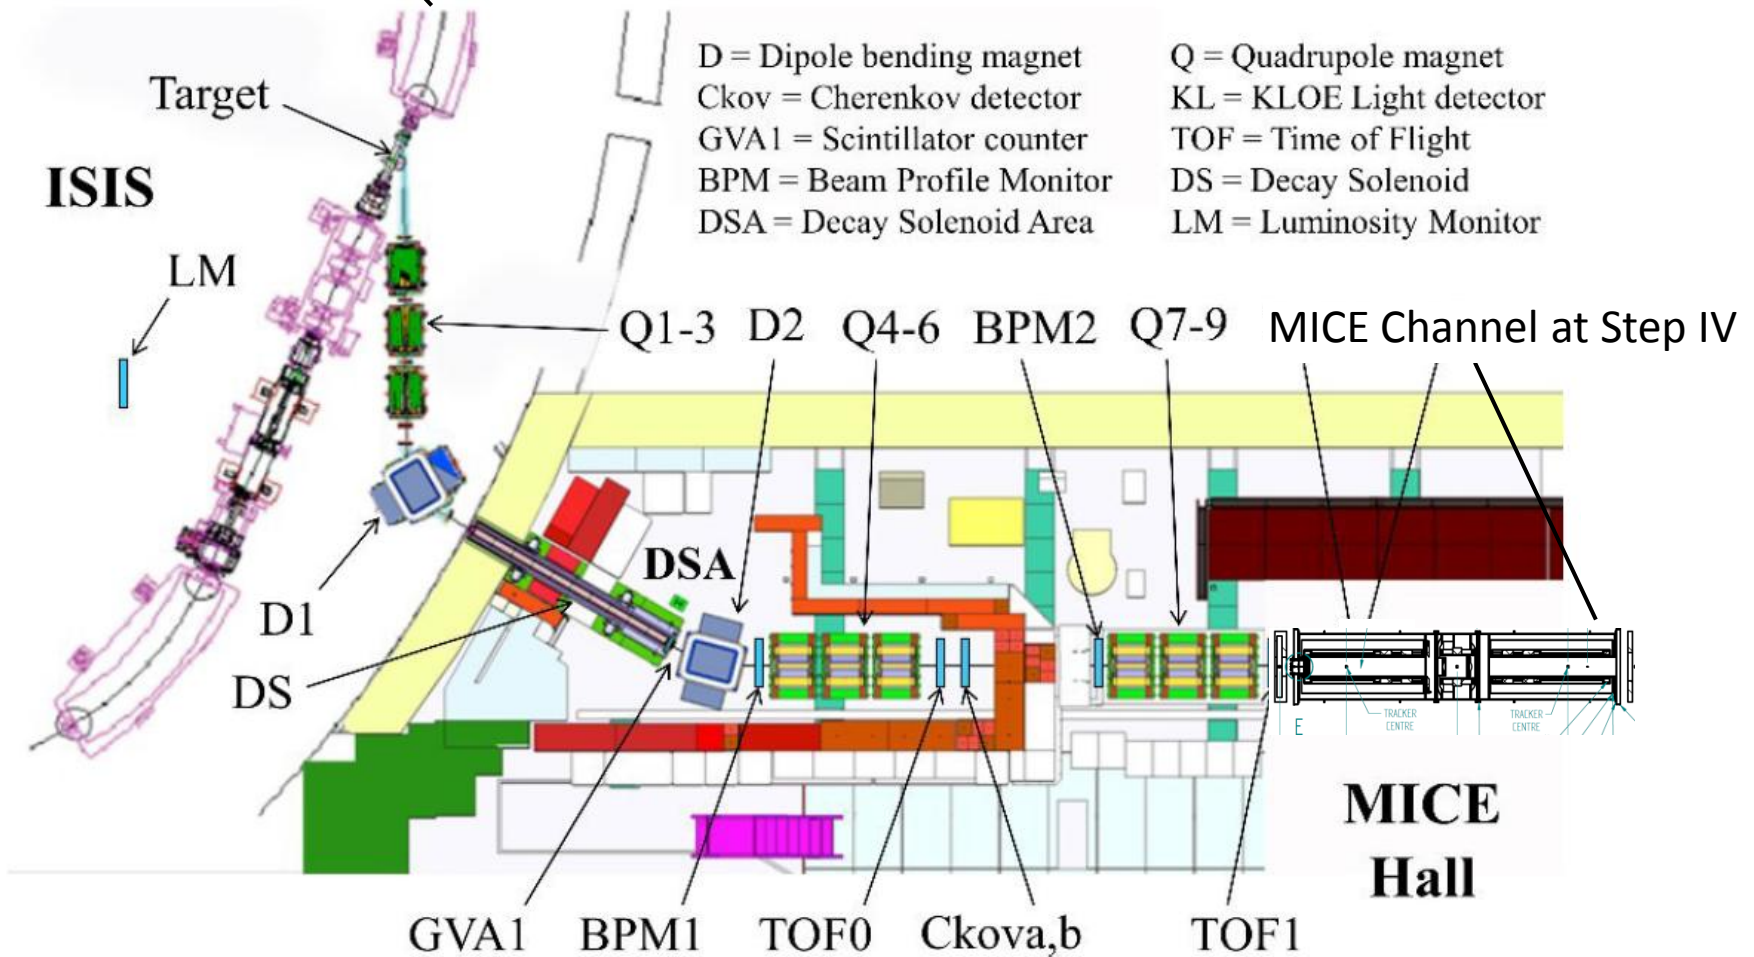 D = Dipole bending magnet
Q = Quadrupole magnet
Ckov = Cherenkov detector
KL = KLOE Light detector
GVA1 = Scintillator counter
TOF = Time of Flight
BPM = Beam Profile Monitor
DS = Decay Solenoid
DSA = Decay Solenoid Area
LM = Luminosity Monitor
Target
ISIS
LM
Q1-3
D2
Q4-6
BPM2
Q7-9
MICE Channel at Step IV
D1
DSA
DS
E
TRACKER
CENTRE
TRACKER
CENTRE
MICE
Hall
GVA1
BPM1
TOF0
Ckova,b
TOF1